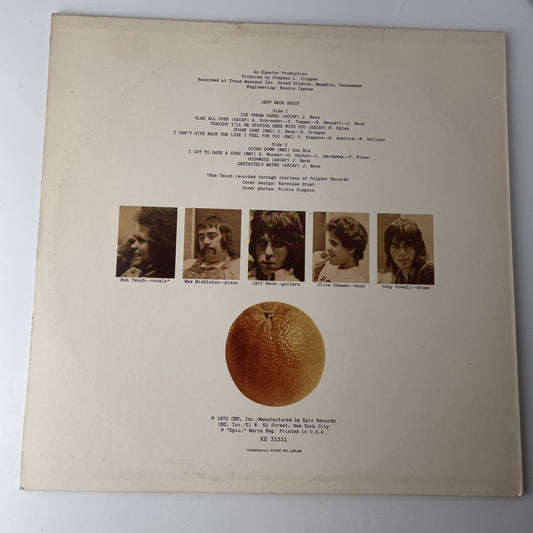 An Equator Production
Produced by Stephen L. Cropper
Recorded at Trans Maximus Inc. Sound Studios, Memphis, Tennessee
Engineering: Ronnie Capone
JEFF BECK GROUP
Side 1
ICE CREAM CAKES (ASCAP) J. Beck
GLAD ALL OVER (ASCAP) A. Schroeder--S. Tepper--R. Bennett--J. Beck
TONIGHT I'LL BE STAYING HERE WITH YOU (ASCAP) B. Dylan
SUGAR CANE (BMI) J. Beck--S. Cropper
I CAN'T GIVE BACK THE LOVE I FEEL FOR YOU (BMI) V. Simpson--N. Ashford--B. Holland
Side 2
GOING DOWN (BMI) Don Nix
I GOT TO HAVE A SONG (BMI) S. Wonder--D. Hunter--L. Hardaway--P. Riser
HIGHWAYS (ASCAP) J. Beck
DEFINITELY MAYBE (ASCAP) J. Beck
*Bob Tench recorded through courtesy of Polydor Records
Cover design: Karenlee Grant
Cover photos:
Bob Tench--vocals*
Max Middleton--piano
Jeff Beck--guitars
Clive Chaman--bass
Cozy Powell--drums
℗ 1972 CBS, Inc./Manufactured by Epic Records
CBS, Inc./51 W. 52 Street, New York City
® "Epic," Marca Reg. Printed in U.S.A.
KE 31331